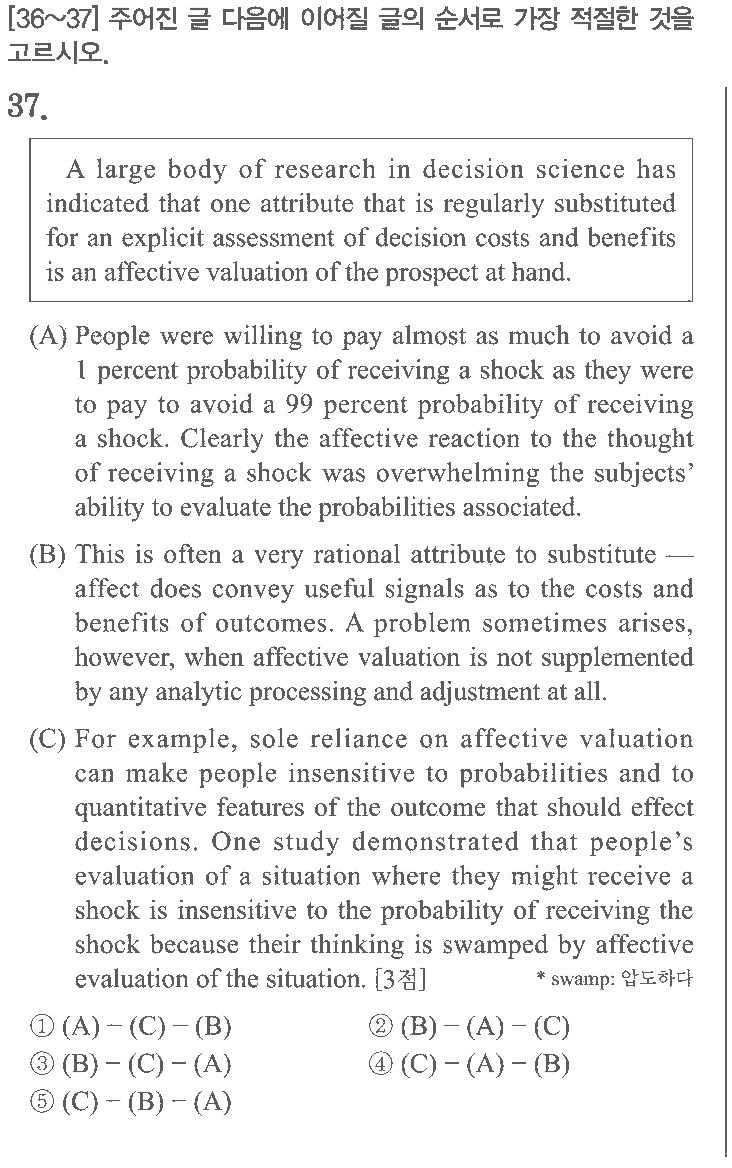 [36~37] 주어진 글 다음에 이어질 글의 순서로 가장 적절한 것을
고르시오.
37.
A large body of research in decision science has
indicated that one attribute that is regularly substituted
for an explicit assessment of decision costs and benefits
is an affective valuation of the prospect at hand.
(A) People were willing to pay almost as much to avoid a
1 percent probability of receiving a shock as they were
to pay to avoid a 99 percent probability of receiving
a shock. Clearly the affective reaction to the thought
of receiving a shock was overwhelming the subjects’
ability to evaluate the probabilities associated.
(B) This is often a very rational attribute to substitute —
affect does convey useful signals as to the costs and
benefits of outcomes. A problem sometimes arises,
however, when affective valuation is not supplemented
by any analytic processing and adjustment at all.
(C) For example, sole reliance on affective valuation
can make people insensitive to probabilities and to
quantitative features of the outcome that should effect
decisions. One study demonstrated that people’s
evaluation of a situation where they might receive a
shock is insensitive to the probability of receiving the
shock because their thinking is swamped by affective
evaluation of the situation. [3점] * swamp: 압도하다
① (A) − (C) − (B) ② (B) − (A) − (C)
③ (B) − (C) − (A) ④ (C) − (A) − (B)
⑤ (C) − (B) − (A)